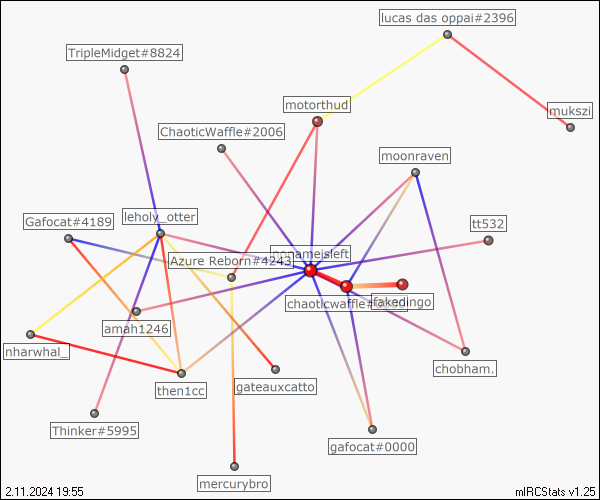 lucas das oppai#2396
TripleMidget#8824
motorthud
mukszi
ChaoticWaffle#2006
moonraven
leholy_otter
Gafocat#4189
tt532
nonameisleft
Azure Reborn#4243
chaoticwaffle#
fakedingo
amah1246
nharwhal_
chobham.
then1cc
gateauxcatto
Thinker#5995
gafocat#0000
mercurybro
2.11.2024 19:55
mIRCStats v1.25